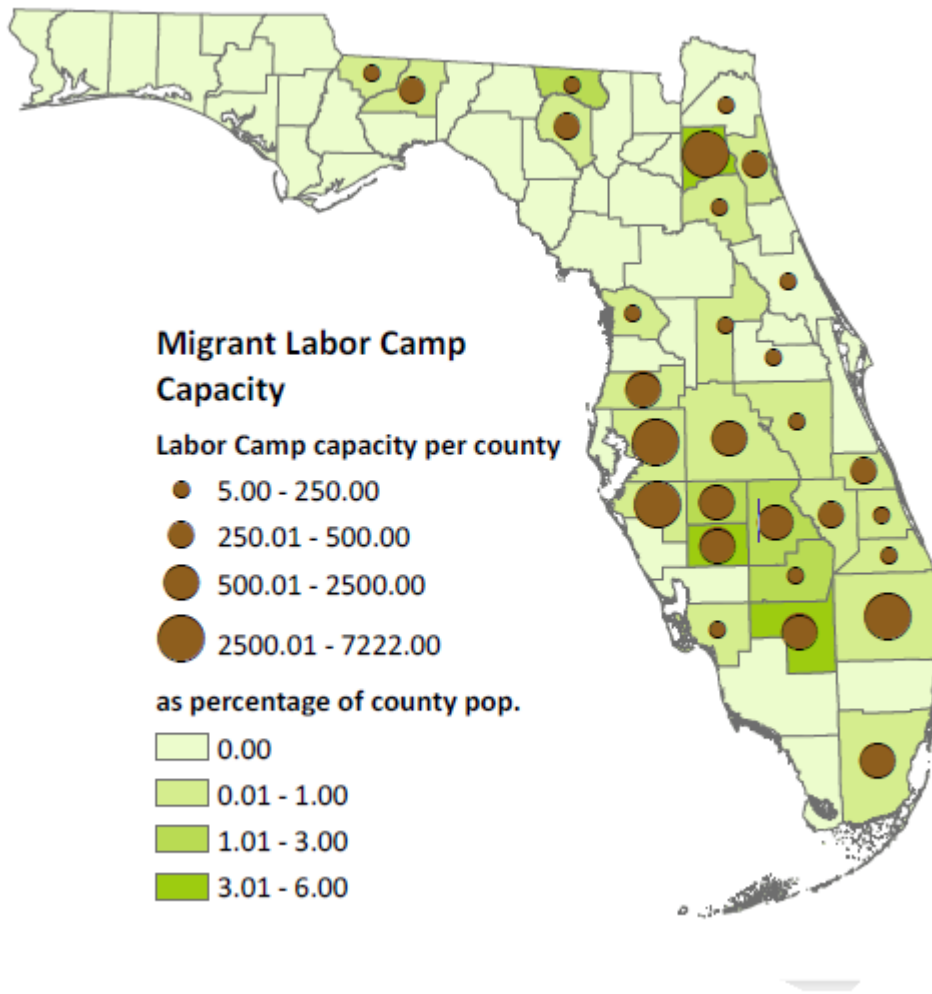 Migrant Labor Camp
Capacity
Labor Camp capacity per county
5.00 - 250.00
250.01 - 500.00
500.01 - 2500.00
2500.01 - 7222.00
as percentage of county pop.
0.00
0.01 - 1.00
1.01 - 3.00
3.01 - 6.00